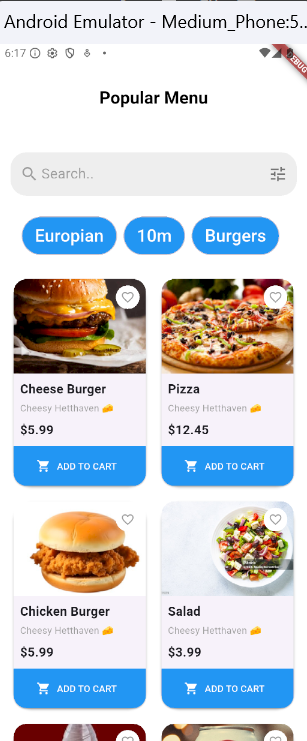 Android Emulator - Medium_Phone:5..
6:17
DEBUG
Popular Menu
Search..
Europian
10m
Burgers
Cheese Burger
Cheesy Hetthaven 🧀
$5.99
ADD TO CART
Pizza
Cheesy Hetthaven 🧀
$12.45
ADD TO CART
Chicken Burger
Cheesy Hetthaven 🧀
$5.99
ADD TO CART
Salad
Cheesy Hetthaven 🧀
$3.99
ADD TO CART